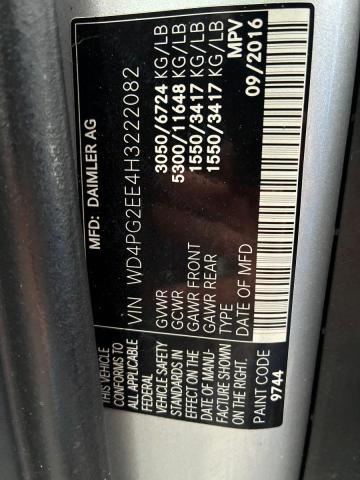 MFD: DAIMLER AG
VIN WD4PG2EE4H3222082
GVWR 3050/6724 KG/LB
GCWR 5300/11648 KG/LB
GAWR FRONT 1550/3417 KG/LB
GAWR REAR 1550/3417 KG/LB
TYPE: MPV
DATE OF MANU- 09/2016
THIS VEHICLE
CONFORMS TO
ALL APPLICABLE
FEDERAL
VEHICLE SAFETY
STANDARDS IN
EFFECT ON THE
DATE OF MANU-
FACTURE SHOWN
ON THE RIGHT.
PAINT CODE
9744